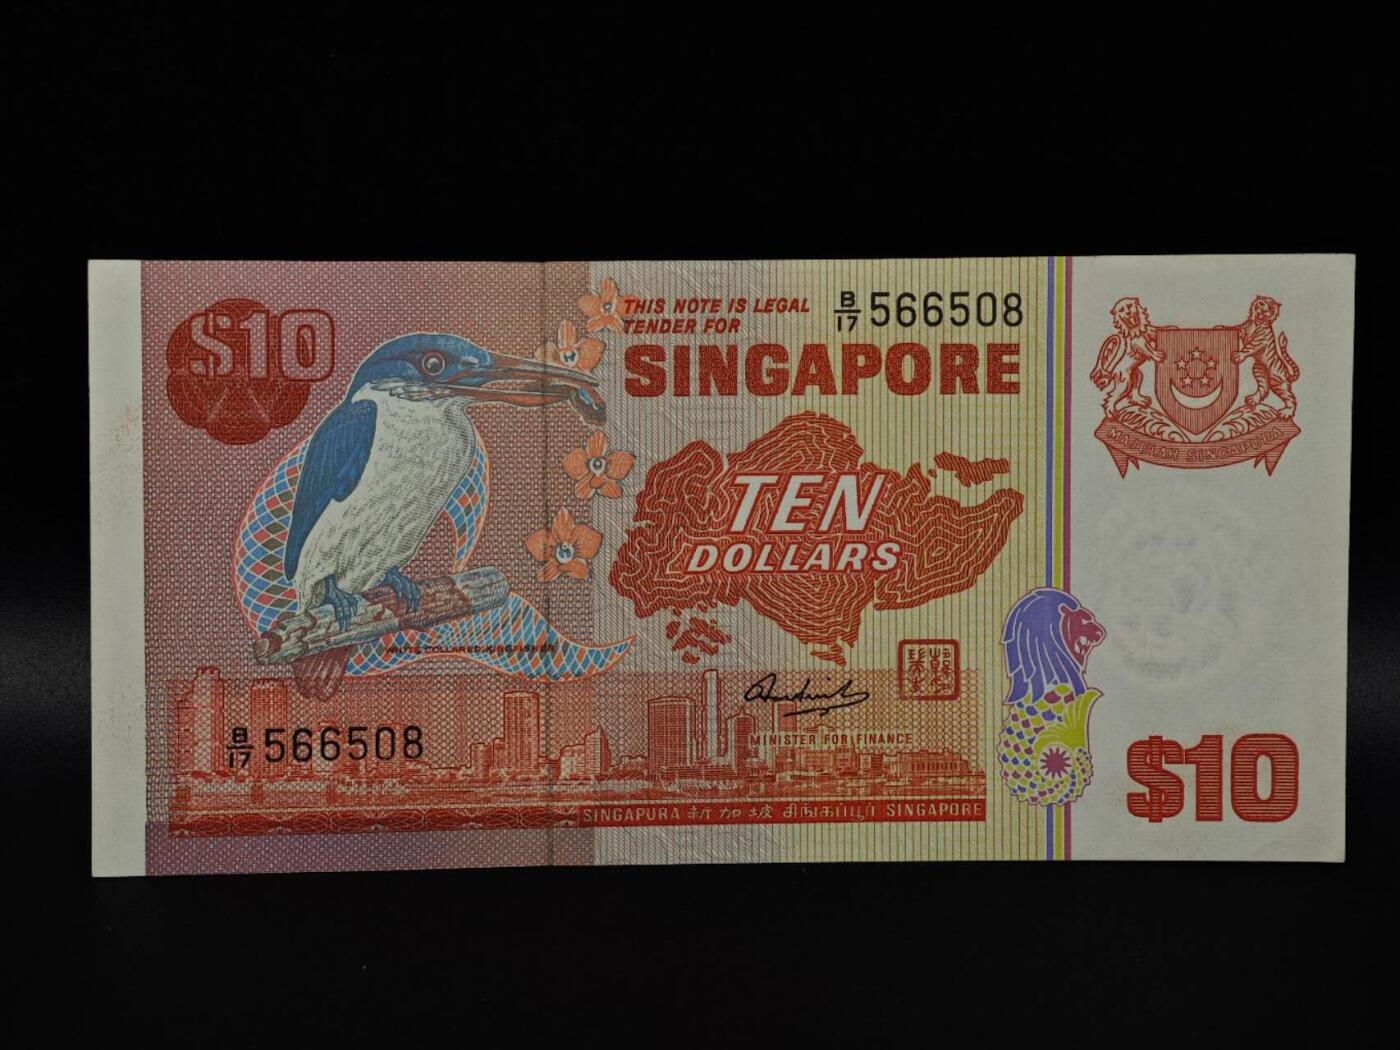 $10
THIS NOTE IS LEGAL
TENDER FOR
B/17 566508
SINGAPORE
TEN
DOLLARS
MAJULAH SINGAPURA
WHITE COLLARED KINGFISHER
B/17 566508
MINISTER FOR FINANCE
SINGAPURA 新加坡 சிங்கப்பூர் SINGAPORE
$10